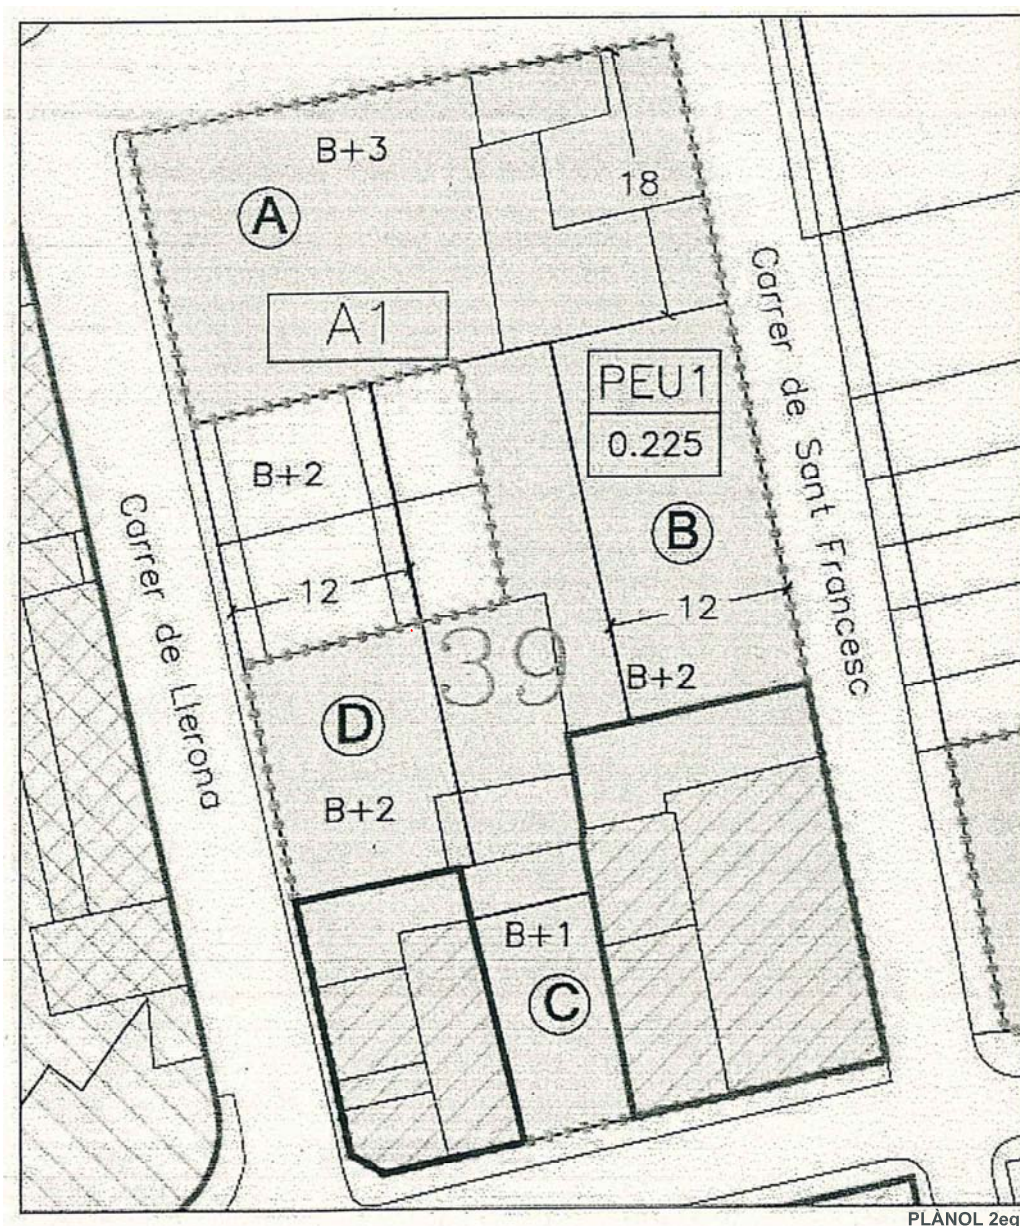 B+3
18
A
A1
Carrer de Sant Francesc
PEU1
0.225
B+2
B
Carrer de Llerona
12
12
39
B+2
D
B+2
B+1
C
PLÀNOL 2eq